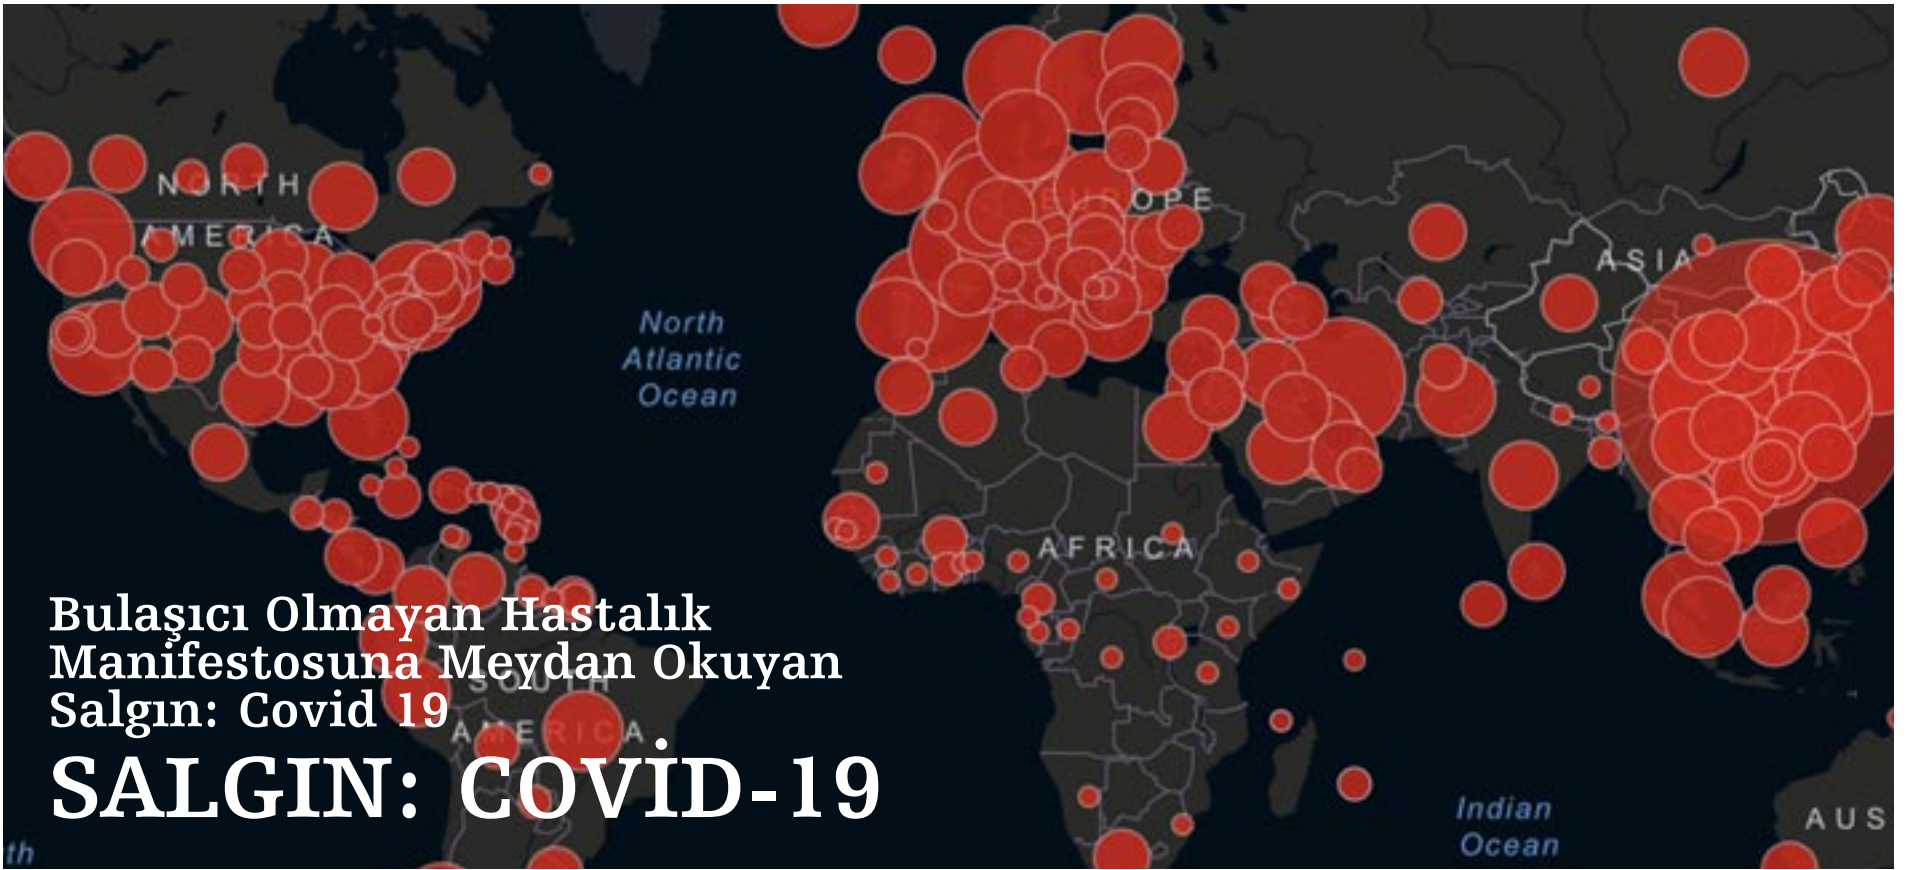 NORTH
AMERICA
EUROPE
ASIA
North
Atlantic
Ocean
AFRICA
Bulaşıcı Olmayan Hastalık
Manifestosuna Meydan Okuyan
Salgın: Covid 19
SOUTH
AMERICA
SALGIN: COVİD-19
Indian
Ocean
AUS
th